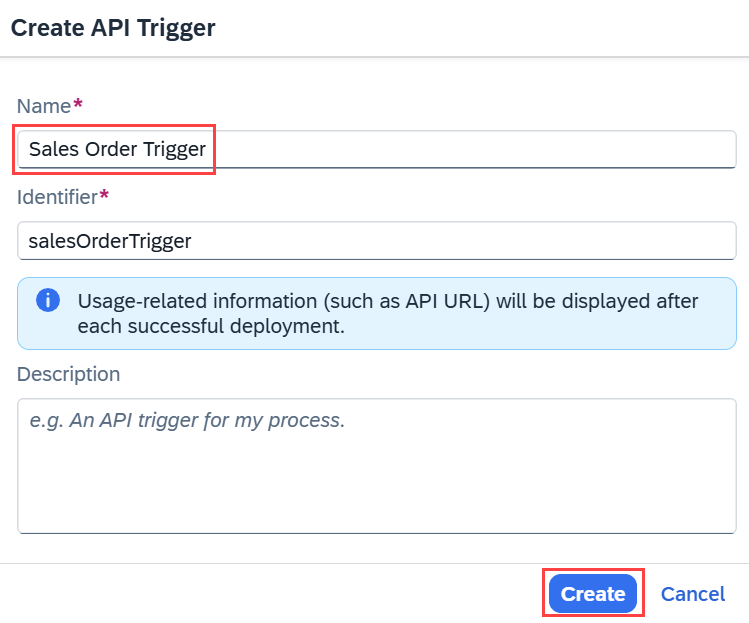 Create API Trigger
Name*
Sales Order Trigger
Identifier*
salesOrderTrigger
Usage-related information (such as API URL) will be displayed after
each successful deployment.
Description
e.g. An API trigger for my process.
Create Cancel